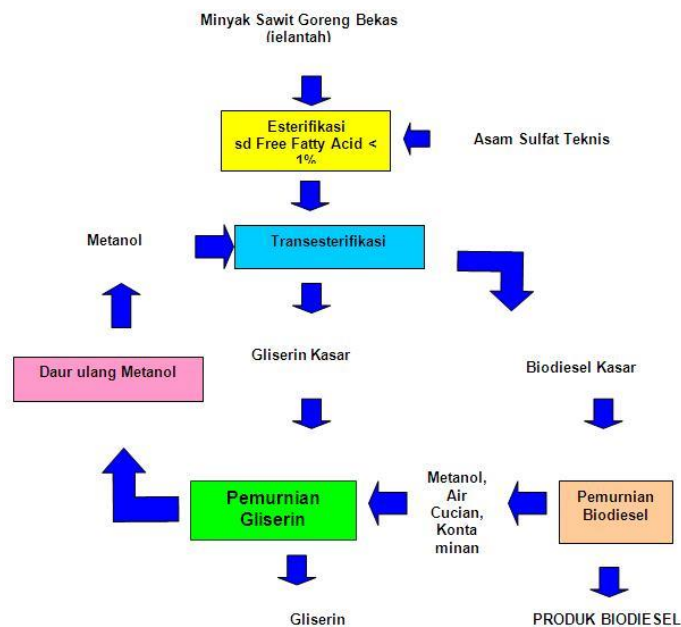 Minyak Sawit Goreng Bekas
(jelantah)
Esterifikasi
sd Free Fatty Acid <
1%
Asam Sulfat Teknis
Metanol
Transesterifikasi
Daur ulang Metanol
Gliserin Kasar
Biodiesel Kasar
Pemurnian
Gliserin
Metanol,
Air
Cucian,
Konta
minan
Pemurnian
Biodiesel
Gliserin
PRODUK BIODIESEL